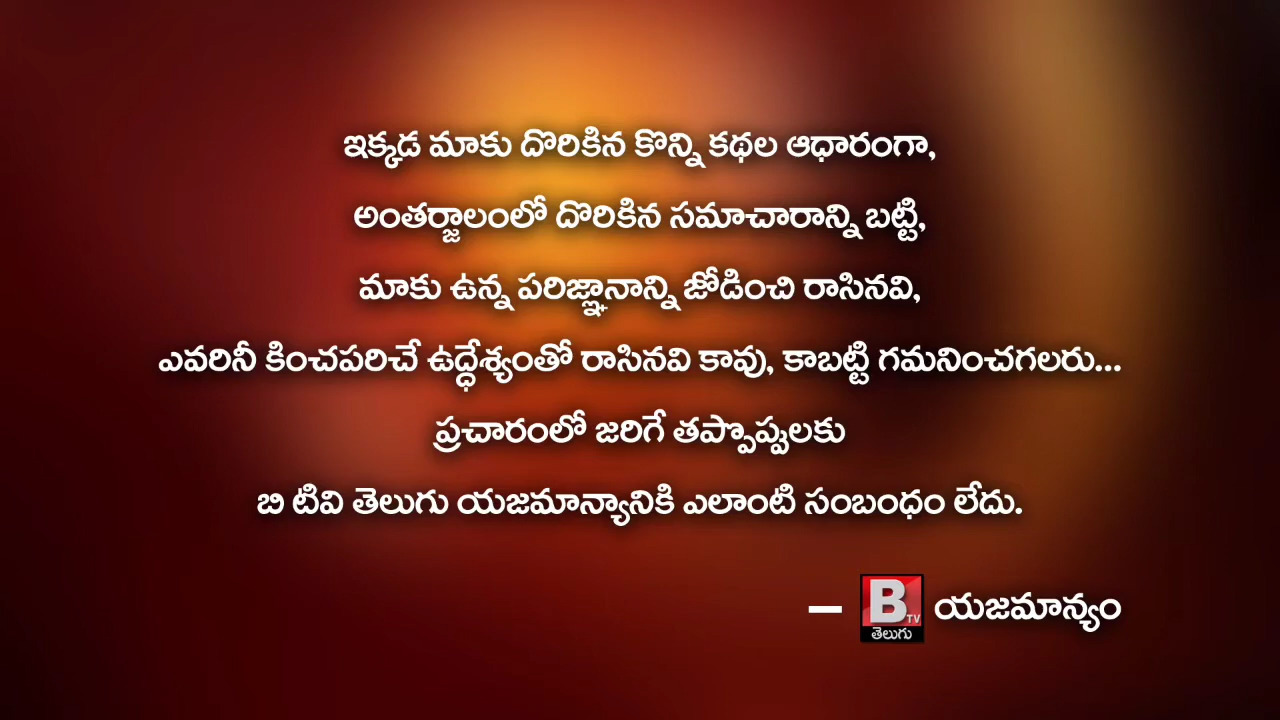 ఇక్కడ మాకు దొరికిన కొన్ని కథల ఆధారంగా,
అంతర్జాలంలో దొరికిన సమాచారాన్ని బట్టి,
మాకు ఉన్న పరిజ్ఞానాన్ని జోడించి రాసినవి,
ఎవరినీ కించపరిచే ఉద్ధేశ్యంతో రాసినవి కావు, కాబట్టి గమనించగలరు...
ప్రచారంలో జరిగే తప్పొప్పులకు
బి టివి తెలుగు యజమాన్యానికి ఎలాంటి సంబంధం లేదు.
– B TV తెలుగు యజమాన్యం